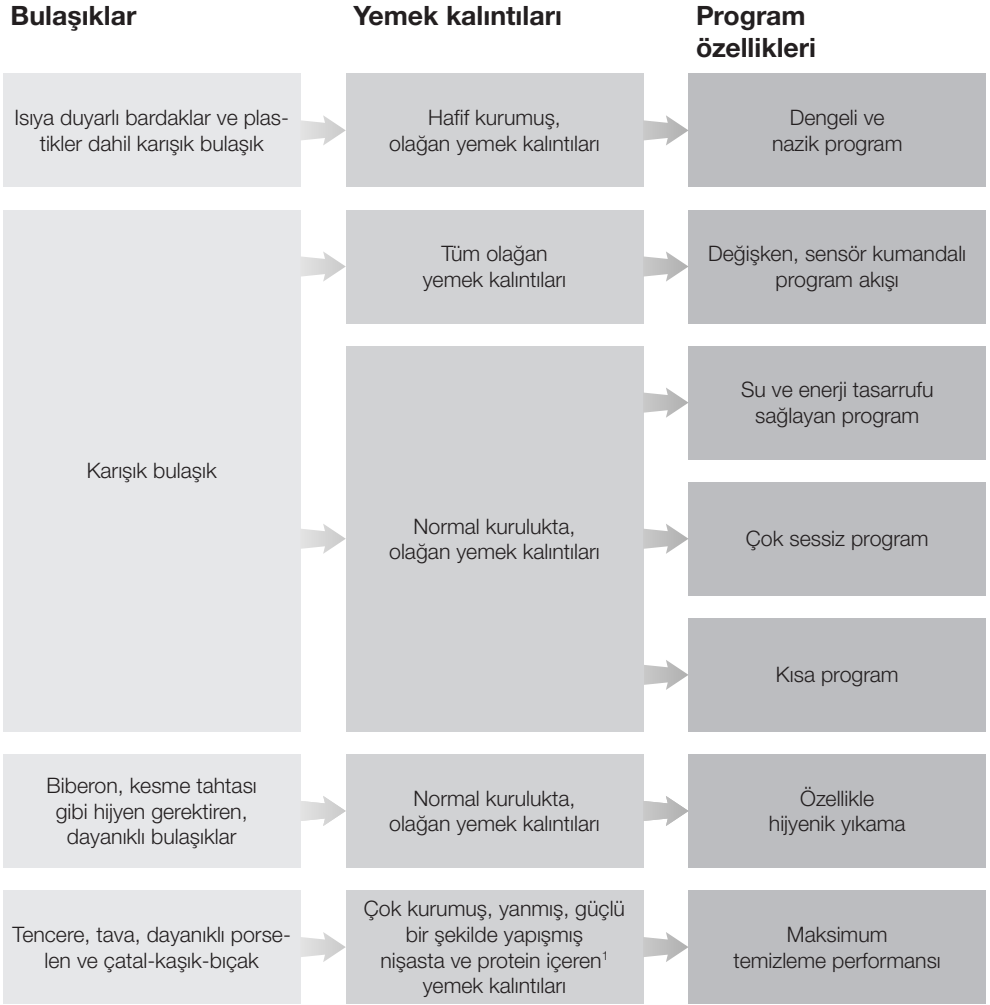 Bulaşıklar
Yemek kalıntıları
Program
özellikleri
Isıya duyarlı bardaklar ve plas-
tikler dahil karışık bulaşık
Hafif kurumuş,
olağan yemek kalıntıları
Dengeli ve
nazik program
Karışık bulaşık
Tüm olağan
yemek kalıntıları
Değişken, sensör kumandalı
program akışı
Normal kurulukta,
olağan yemek kalıntıları
Su ve enerji tasarrufu
sağlayan program
Çok sessiz program
Kısa program
Biberon, kesme tahtası
gibi hijyen gerektiren,
dayanıklı bulaşıklar
Normal kurulukta,
olağan yemek kalıntıları
Özellikle
hijyenik yıkama
Tencere, tava, dayanıklı porse-
len ve çatal-kaşık-bıçak
Çok kurumuş, yanmış, güçlü
bir şekilde yapışmış
nişasta ve protein içeren¹
yemek kalıntıları
Maksimum
temizleme performansı